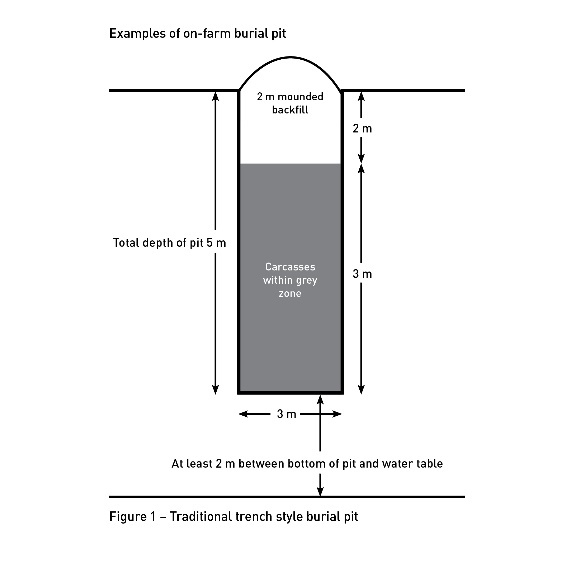 Examples of on-farm burial pit
2 m mounded
backfill
2 m
Total depth of pit 5 m
Carcasses
within grey
zone
3 m
3 m
At least 2 m between bottom of pit and water table
Figure 1 – Traditional trench style burial pit